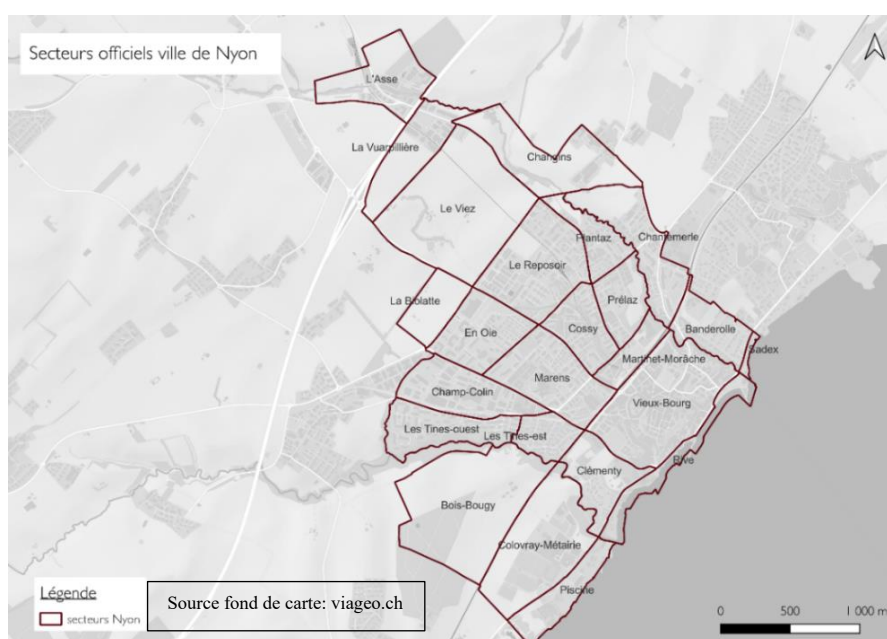 Secteurs officiels ville de Nyon
L'Asse
La Vuarpillière
Changins
Le Viez
Plantaz
Chantemerle
Le Reposoir
La Biolatte
Prélaz
En Oie
Cossy
Banderolle
Martinet-Morâche
Sadex
Marens
Champ-Colin
Vieux-Bourg
Les Tines-ouest
Les Tines-est
Rive
Clémenty
Bois-Bougy
Colovray-Métairie
Piscine
Légende
secteurs Nyon
Source fond de carte: viageo.ch
0 500 1 000 m